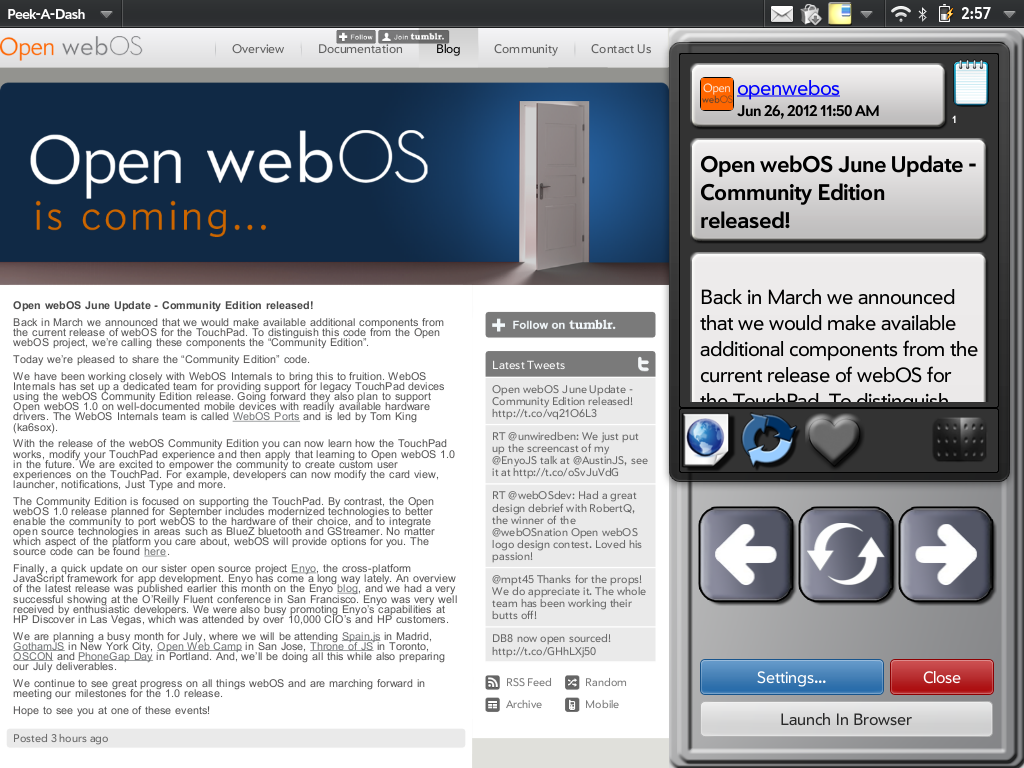 Peek-A-Dash
2:57
Open webOS
Follow
Join tumblr.
Overview
Documentation
Blog
Community
Contact Us
Open webOS
is coming...
Open webOS June Update - Community Edition released!
Back in March we announced that we would make available additional components from
the current release of webOS for the TouchPad. To distinguish this code from the Open
webOS project, we're calling these components the “Community Edition”.
Today we're pleased to share the “Community Edition” code.
We have been working closely with WebOS Internals to bring this to fruition. WebOS
Internals has set up a dedicated team for providing support for legacy TouchPad devices
using the webOS Community Edition release. Going forward they also plan to support
Open webOS 1.0 on well-documented mobile devices with readily available hardware
drivers. The WebOS Internals team is called WebOS Ports and is led by Tom King
(ka6sox).
With the release of the webOS Community Edition you can now learn how the TouchPad
works, modify your TouchPad experience and then apply that learning to Open webOS 1.0
in the future. We are excited to empower the community to create custom user
experiences on the TouchPad. For example, developers can now modify the card view,
launcher, notifications, Just Type and more.
The Community Edition is focused on supporting the TouchPad. By contrast, the Open
webOS 1.0 release planned for September includes modernized technologies to better
enable the community to port webOS to the hardware of their choice, and to integrate
open source technologies in areas such as BlueZ bluetooth and GStreamer. No matter
which aspect of the platform you care about, webOS will provide options for you. The
source code can be found here.
Finally, a quick update on our sister open source project Enyo, the cross-platform
JavaScript framework for app development. Enyo has come a long way lately. An overview
of the latest release was published earlier this month on the Enyo blog, and we had a very
successful showing at the O'Reilly Fluent conference in San Francisco. Enyo was very well
received by enthusiastic developers. We were also busy promoting Enyo's capabilities at
HP Discover in Las Vegas, which was attended by over 10,000 CIO's and HP customers.
We are planning a busy month for July, where we will be attending Spain.js in Madrid,
GothamJS in New York City, Open Web Camp in San Jose, Throne of JS in Toronto,
OSCON and PhoneGap Day in Portland. And, we'll be doing all this while also preparing
our July deliverables.
We continue to see great progress on all things webOS and are marching forward in
meeting our milestones for the 1.0 release.
Hope to see you at one of these events!
Posted 3 hours ago
Follow on tumblr.
Latest Tweets
Open webOS June Update -
Community Edition released!
http://t.co/vq21O6L3
RT @unwiredben: We just put
up the screencast of my
@EnyoJS talk at @AustinJS, see
it at http://t.co/oSvJuVdG
RT @webOSdev: Had a great
design debrief with RobertQ,
the winner of the
@webOSnation Open webOS
logo design contest. Loved his
passion!
@mpt45 Thanks for the props!
We do appreciate it. The whole
team has been working their
butts off!
DB8 now open sourced!
http://t.co/GHhLXj50
RSS Feed
Random
Archive
Mobile
Open
webOS
openwebos
Jun 26, 2012 11:50 AM
1
Open webOS June Update -
Community Edition
released!
Back in March we announced
that we would make available
additional components from the
current release of webOS for
the TouchPad. To distinguish
Settings...
Close
Launch In Browser